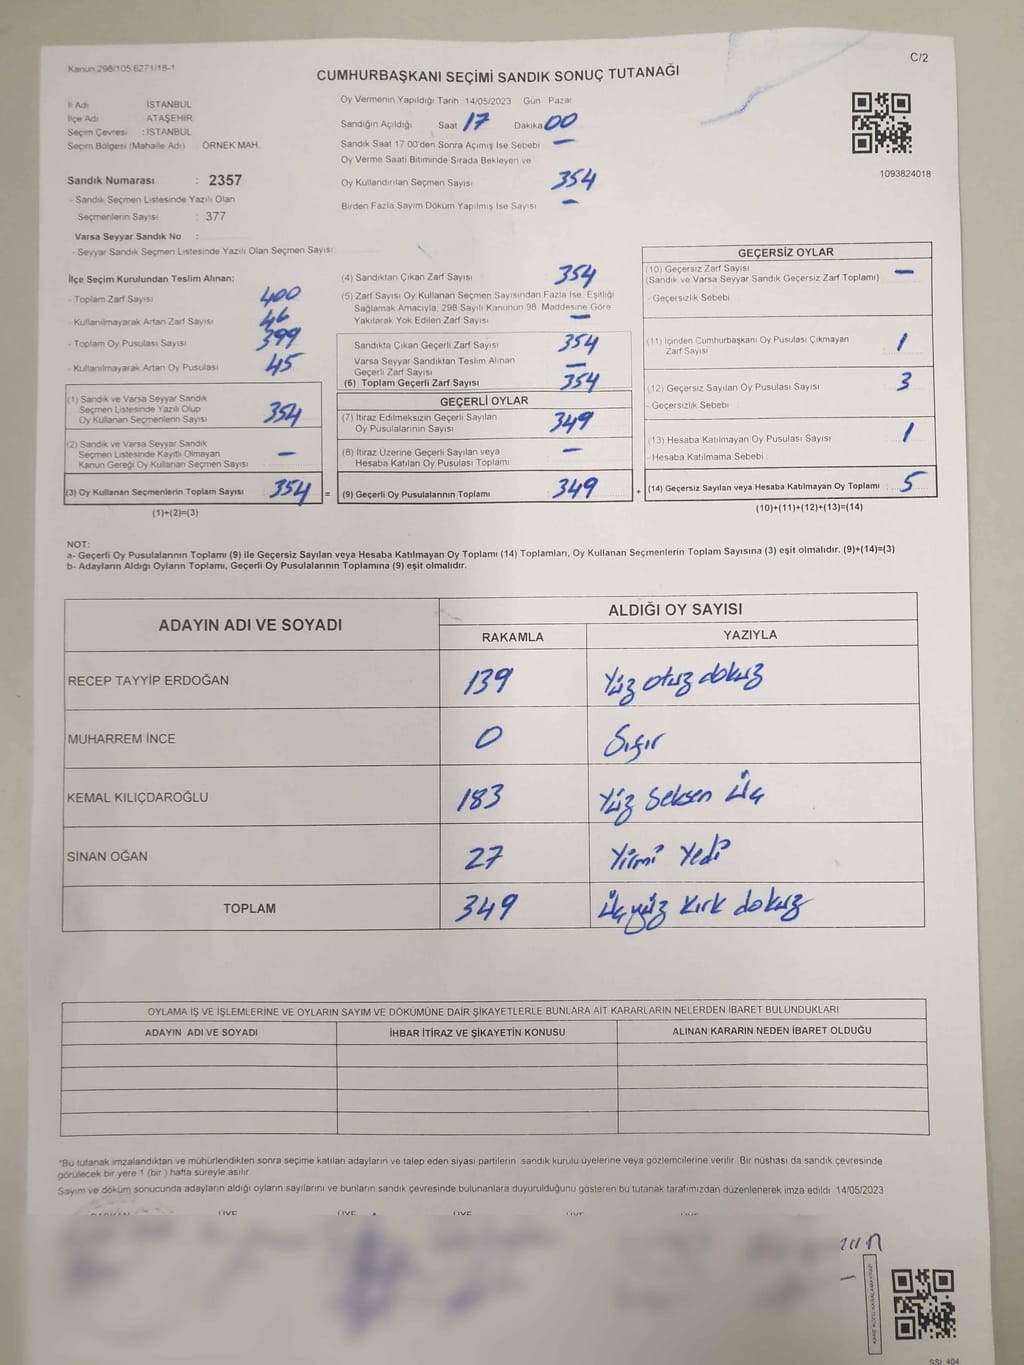 Kanun 298/105 6271/18-1
C/2
CUMHURBAŞKANI SEÇİMİ SANDIK SONUÇ TUTANAĞI
İl Adı İSTANBUL
İlçe Adı ATAŞEHİR
Seçim Çevresi : İSTANBUL
Seçim Bölgesi (Mahalle Adı) ÖRNEK MAH.
Sandık Numarası : 2357
- Sandık Seçmen Listesinde Yazılı Olan
Seçmenlerin Sayısı : 377
Varsa Seyyar Sandık No :
- Seyyar Sandık Seçmen Listesinde Yazılı Olan Seçmen Sayısı:
Oy Vermenin Yapıldığı Tarih 14/05/2023 Gün Pazar
Sandığın Açıldığı Saat 17 Dakika 00
Sandık Saat 17:00'den Sonra Açılmış İse Sebebi —
Oy Verme Saati Bitiminde Sırada Bekleyen ve
Oy Kullandırılan Seçmen Sayısı 354
Birden Fazla Sayım Döküm Yapılmış İse Sayısı —
1093824018
İlçe Seçim Kurulundan Teslim Alınan;
- Toplam Zarf Sayısı 400
- Kullanılmayarak Artan Zarf Sayısı 46
- Toplam Oy Pusulası Sayısı 399
- Kullanılmayarak Artan Oy Pusulası 45
(1) Sandık ve Varsa Seyyar Sandık
Seçmen Listesinde Yazılı Olup
Oy Kullanan Seçmenlerin Sayısı 354
(2) Sandık ve Varsa Seyyar Sandık
Seçmen Listesinde Kayıtlı Olmayan
Kanun Gereği Oy Kullanan Seçmen Sayısı —
(3) Oy Kullanan Seçmenlerin Toplam Sayısı 354 =
(1)+(2)=(3)
(4) Sandıktan Çıkan Zarf Sayısı 354
(5) Zarf Sayısı Oy Kullanan Seçmen Sayısından Fazla İse, Eşitliği
Sağlamak Amacıyla, 298 Sayılı Kanunun 98. Maddesine Göre
Yakılarak Yok Edilen Zarf Sayısı —
Sandıkta Çıkan Geçerli Zarf Sayısı 354
Varsa Seyyar Sandıktan Teslim Alınan
Geçerli Zarf Sayısı —
(6) Toplam Geçerli Zarf Sayısı 354
GEÇERLİ OYLAR
(7) İtiraz Edilmeksizin Geçerli Sayılan
Oy Pusulalarının Sayısı 349
(8) İtiraz Üzerine Geçerli Sayılan veya
Hesaba Katılan Oy Pusulası Toplamı —
(9) Geçerli Oy Pusulalarının Toplamı 349 +
GEÇERSİZ OYLAR
(10) Geçersiz Zarf Sayısı —
(Sandık ve Varsa Seyyar Sandık Geçersiz Zarf Toplamı)
- Geçersizlik Sebebi
(11) İçinden Cumhurbaşkanı Oy Pusulası Çıkmayan
Zarf Sayısı 1
(12) Geçersiz Sayılan Oy Pusulası Sayısı 3
- Geçersizlik Sebebi
(13) Hesaba Katılmayan Oy Pusulası Sayısı 1
- Hesaba Katılmama Sebebi
(14) Geçersiz Sayılan veya Hesaba Katılmayan Oy Toplamı 5
(10)+(11)+(12)+(13)=(14)
NOT:
a- Geçerli Oy Pusulalarının Toplamı (9) ile Geçersiz Sayılan veya Hesaba Katılmayan Oy Toplamı (14) Toplamları, Oy Kullanan Seçmenlerin Toplam Sayısına (3) eşit olmalıdır. (9)+(14)=(3)
b- Adayların Aldığı Oyların Toplamı, Geçerli Oy Pusulalarının Toplamına (9) eşit olmalıdır.
ADAYIN ADI VE SOYADI ALDIĞI OY SAYISI
RAKAMLA YAZIYLA
RECEP TAYYİP ERDOĞAN 139 Yüz otuz dokuz
MUHARREM İNCE 0 Sıfır
KEMAL KILIÇDAROĞLU 183 Yüz Seksen Üç
SİNAN OĞAN 27 Yirmi Yedi
TOPLAM 349 Üçyüz Kırk dokuz
OYLAMA İŞ VE İŞLEMLERİNE VE OYLARIN SAYIM VE DÖKÜMÜNE DAİR ŞİKAYETLERLE BUNLARA AİT KARARLARIN NELERDEN İBARET BULUNDUKLARI
ADAYIN ADI VE SOYADI İHBAR İTİRAZ VE ŞİKAYETİN KONUSU ALINAN KARARIN NEDEN İBARET OLDUĞU
*Bu tutanak imzalandıktan ve mühürlendikten sonra seçime katılan adayların ve talep eden siyasi partilerin sandık kurulu üyelerine veya gözlemcilerine verilir. Bir nüshası da sandık çevresinde
görülecek bir yere 1 (bir) hafta süreyle asılır.
Sayım ve döküm sonucunda adayların aldığı oyların sayılarını ve bunların sandık çevresinde bulunanlara duyurulduğunu gösteren bu tutanak tarafımızdan düzenlenerek imza edildi 14/05/2023
BAŞKAN ÜYE ÜYE ÜYE ÜYE ÜYE